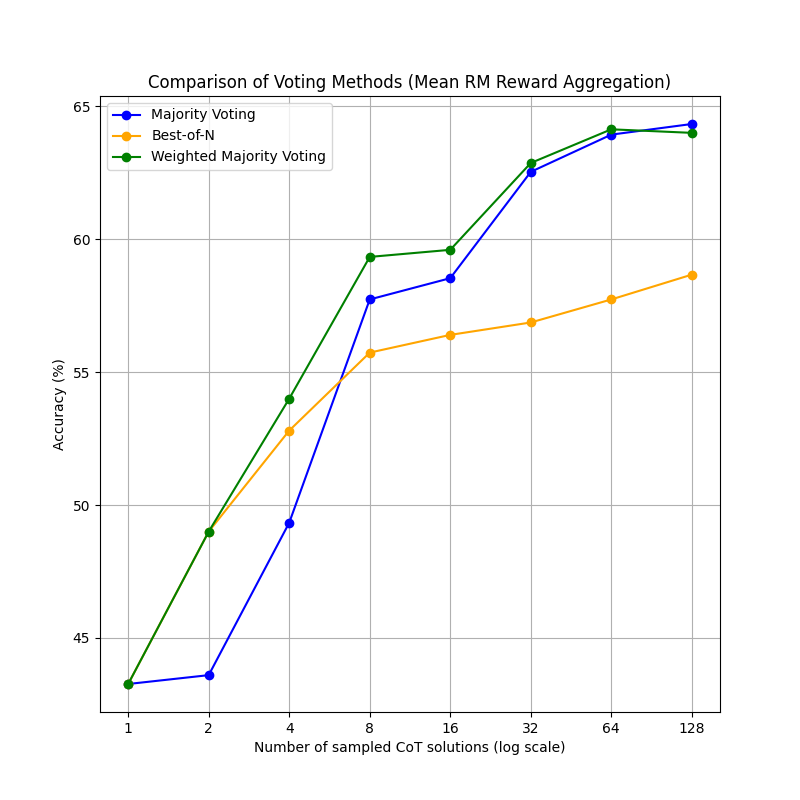 Comparison of Voting Methods (Mean RM Reward Aggregation)
Majority Voting
Best-of-N
Weighted Majority Voting
65
60
55
50
45
Accuracy (%)
1 2 4 8 16 32 64 128
Number of sampled CoT solutions (log scale)